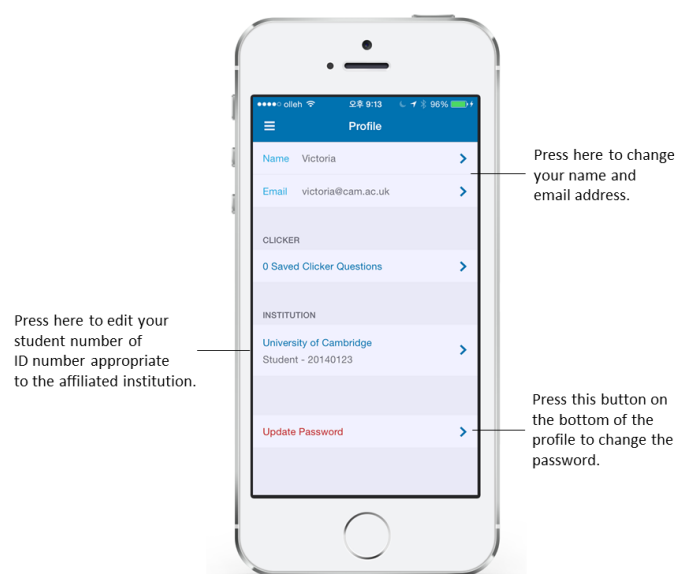 olleh 오후 9:13 96%
Profile
Name Victoria
Email victoria@cam.ac.uk
CLICKER
0 Saved Clicker Questions
INSTITUTION
University of Cambridge
Student - 20140123
Update Password
Press here to change
your name and
email address.
Press here to edit your
student number of
ID number appropriate
to the affiliated institution.
Press this button on
the bottom of the
profile to change the
password.